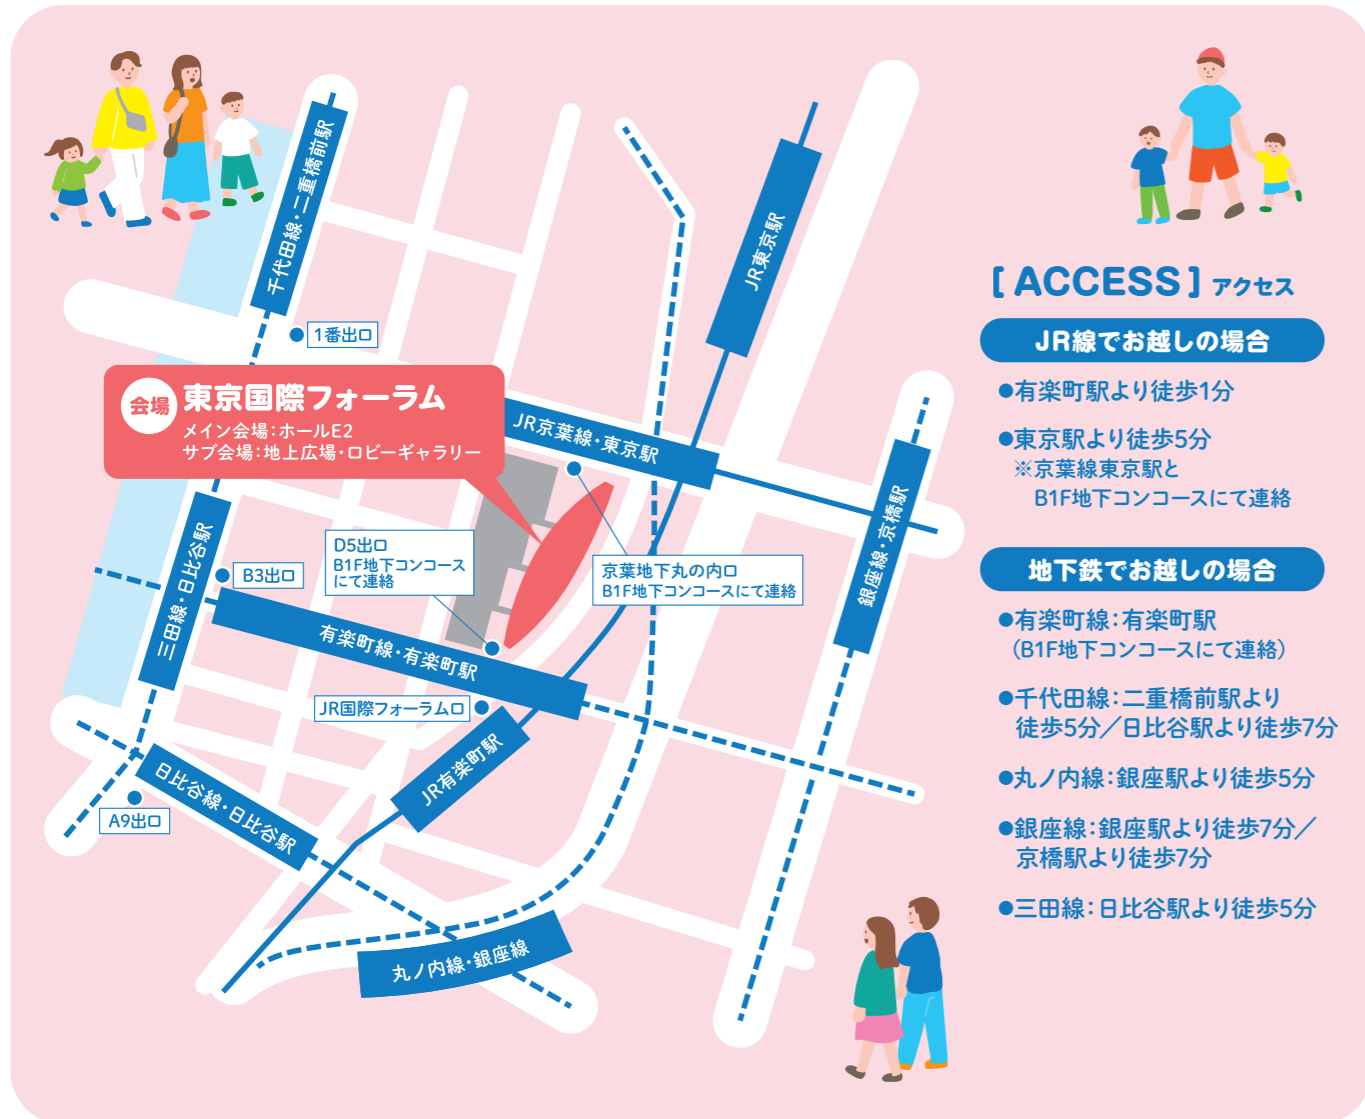 千代田線・二重橋前駅
JR東京駅
1番出口
会場
東京国際フォーラム
メイン会場:ホールE2
サブ会場:地上広場・ロビーギャラリー
JR京葉線・東京駅
銀座線・京橋駅
三田線・日比谷駅
B3出口
D5出口
B1F地下コンコース
にて連絡
京葉地下丸の内口
B1F地下コンコースにて連絡
有楽町線・有楽町駅
JR国際フォーラム口
JR有楽町駅
日比谷線・日比谷駅
A9出口
丸ノ内線・銀座線
[ ACCESS ] アクセス
JR線でお越しの場合
●有楽町駅より徒歩1分
●東京駅より徒歩5分
※京葉線東京駅と
B1F地下コンコースにて連絡
地下鉄でお越しの場合
●有楽町線:有楽町駅
(B1F地下コンコースにて連絡)
●千代田線:二重橋前駅より
徒歩5分/日比谷駅より徒歩7分
●丸ノ内線:銀座駅より徒歩5分
●銀座線:銀座駅より徒歩7分/
京橋駅より徒歩7分
●三田線:日比谷駅より徒歩5分